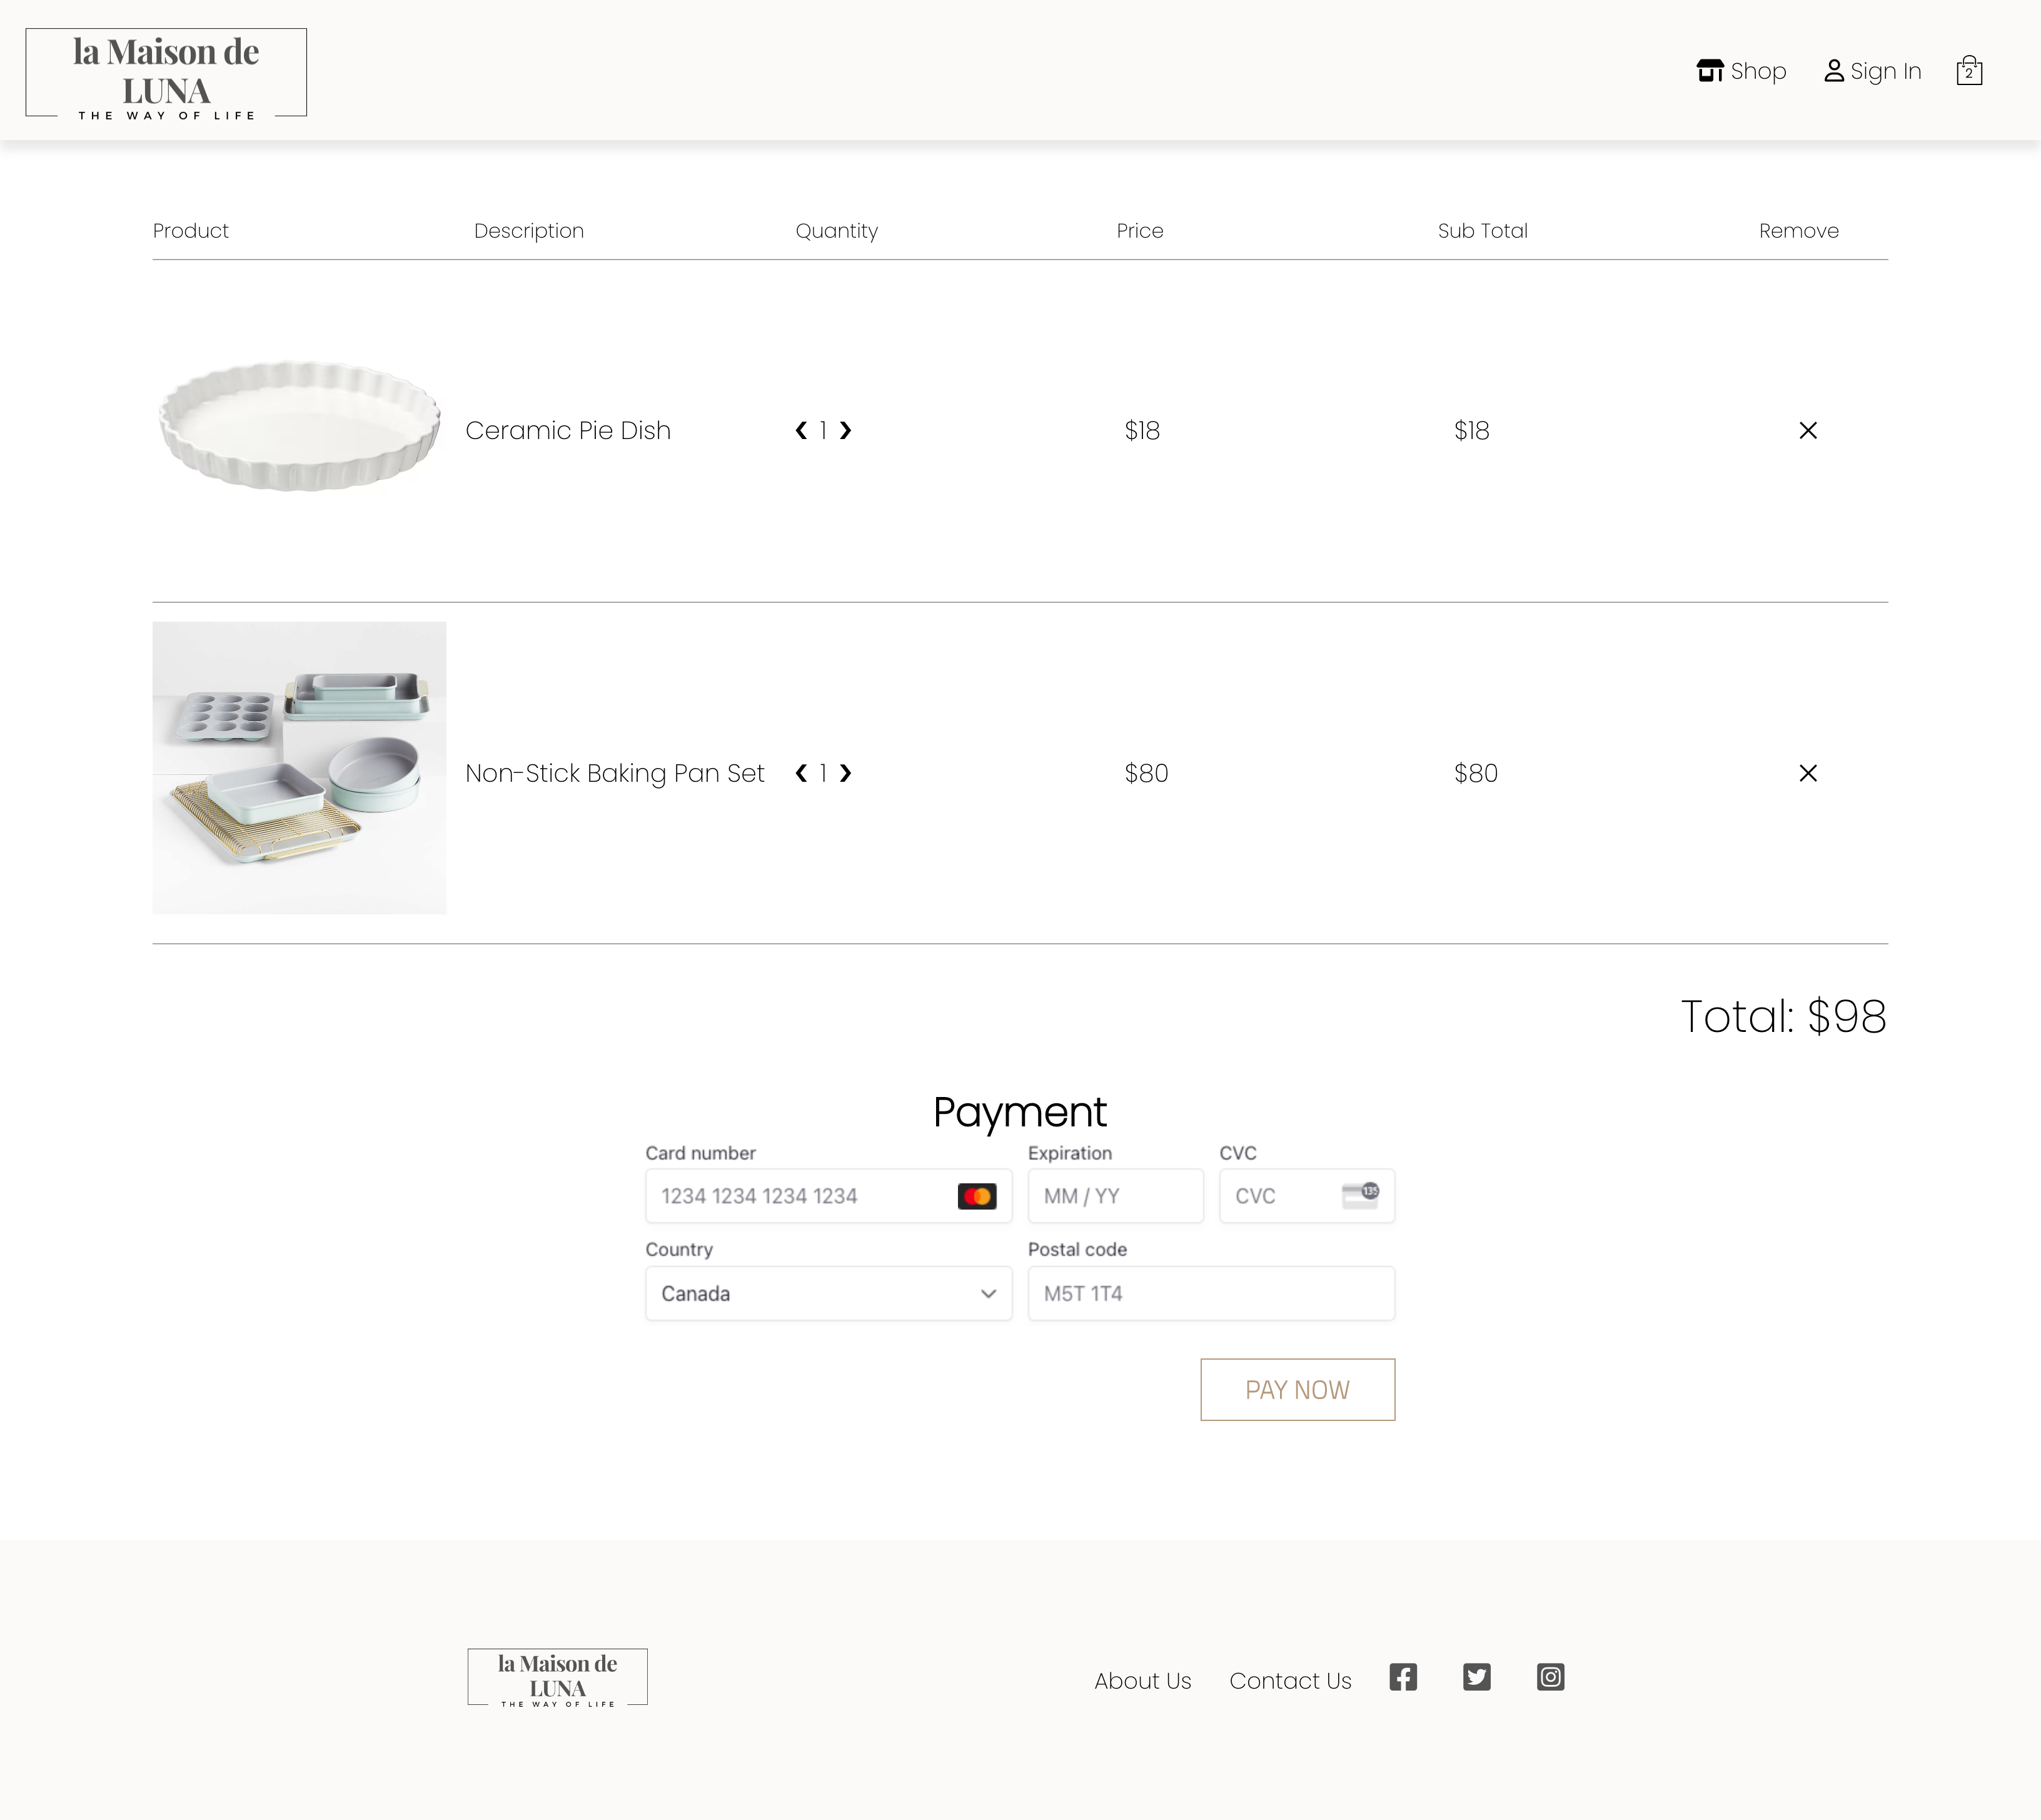 la Maison de
LUNA
THE WAY OF LIFE
Shop Sign In 2
Product Description Quantity Price Sub Total Remove
Ceramic Pie Dish ❮ 1 ❯ $18 $18 ✕
Non-Stick Baking Pan Set ❮ 1 ❯ $80 $80 ✕
Total: $98
Payment
Card number Expiration CVC
1234 1234 1234 1234 MM / YY CVC 135
Country Postal code
Canada M5T 1T4
PAY NOW
la Maison de
LUNA
THE WAY OF LIFE
About Us Contact Us